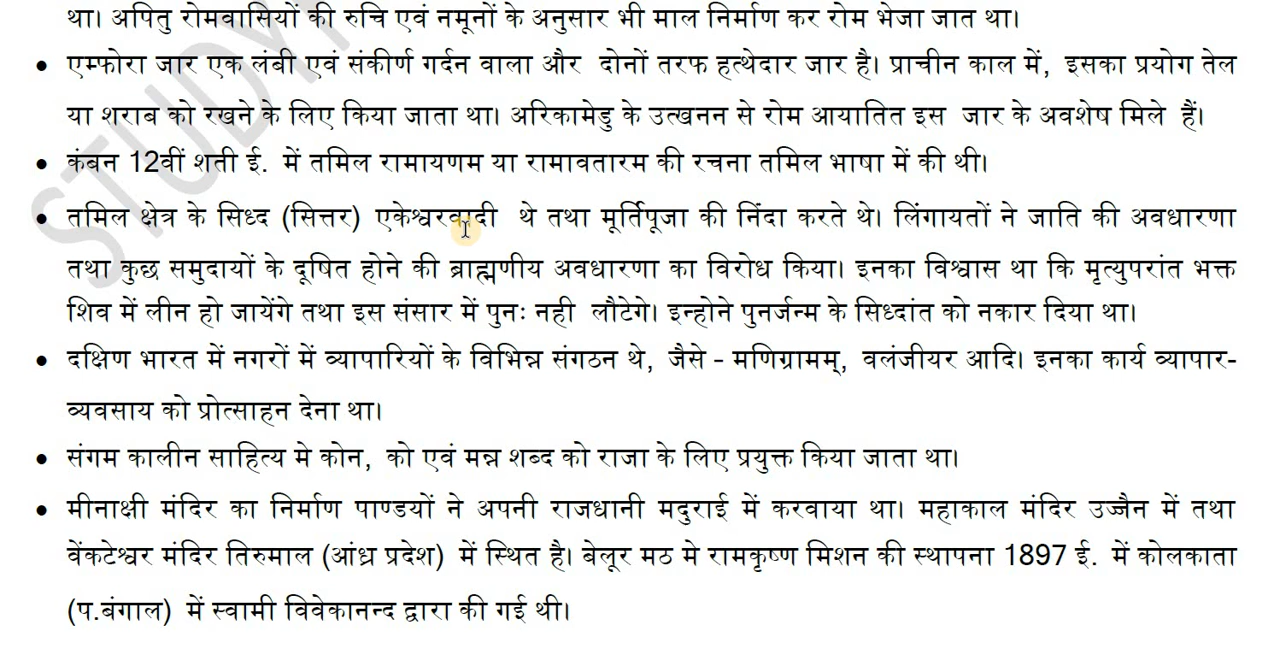 था। अपितु रोमवासियों की रुचि एवं नमूनों के अनुसार भी माल निर्माण कर रोम भेजा जात था।
• एम्फोरा जार एक लंबी एवं संकीर्ण गर्दन वाला और दोनों तरफ हत्थेदार जार है। प्राचीन काल में, इसका प्रयोग तेल
या शराब को रखने के लिए किया जाता था। अरिकामेडु के उत्खनन से रोम आयातित इस जार के अवशेष मिले हैं।
• कंबन 12वीं शती ई. में तमिल रामायणम या रामावतारम की रचना तमिल भाषा में की थी।
• तमिल क्षेत्र के सिध्द (सित्तर) एकेश्वरवादी थे तथा मूर्तिपूजा की निंदा करते थे। लिंगायतों ने जाति की अवधारणा
तथा कुछ समुदायों के दूषित होने की ब्राह्मणीय अवधारणा का विरोध किया। इनका विश्वास था कि मृत्युपरांत भक्त
शिव में लीन हो जायेंगे तथा इस संसार में पुनः नही लौटेगे। इन्होने पुनर्जन्म के सिध्दांत को नकार दिया था।
• दक्षिण भारत में नगरों में व्यापारियों के विभिन्न संगठन थे, जैसे - मणिग्रामम्, वलंजीयर आदि। इनका कार्य व्यापार-
व्यवसाय को प्रोत्साहन देना था।
• संगम कालीन साहित्य मे कोन, को एवं मन्न शब्द को राजा के लिए प्रयुक्त किया जाता था।
• मीनाक्षी मंदिर का निर्माण पाण्डयों ने अपनी राजधानी मदुराई में करवाया था। महाकाल मंदिर उज्जैन में तथा
वेंकटेश्वर मंदिर तिरुमाल (आंध्र प्रदेश) में स्थित है। बेलूर मठ मे रामकृष्ण मिशन की स्थापना 1897 ई. में कोलकाता
(प.बंगाल) में स्वामी विवेकानन्द द्वारा की गई थी।
STUDY